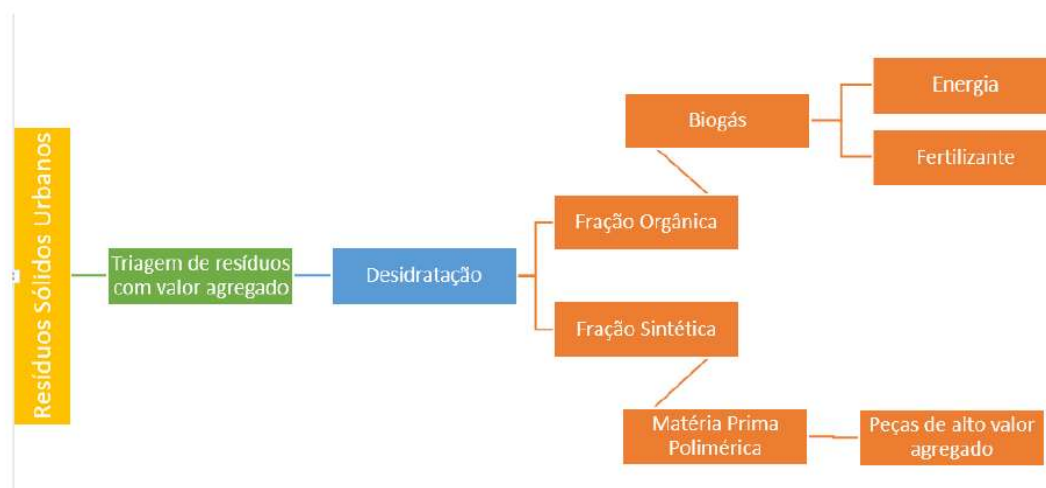 Resíduos Sólidos Urbanos
Triagem de resíduos
com valor agregado
Desidratação
Fração Orgânica
Biogás
Energia
Fertilizante
Fração Sintética
Matéria Prima
Polimérica
Peças de alto valor
agregado